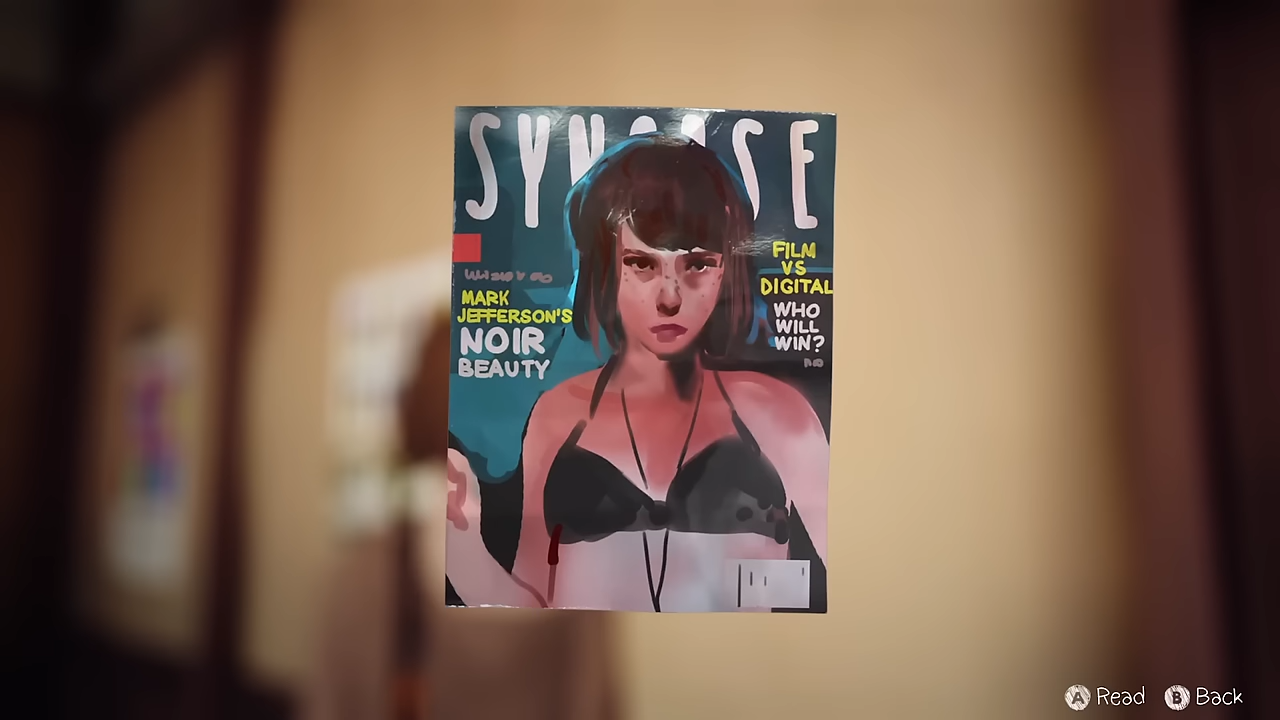 MARK
JEFFERSON'S
NOIR
BEAUTY
FILM
VS
DIGITAL
WHO
WILL
WIN?
A Read B Back